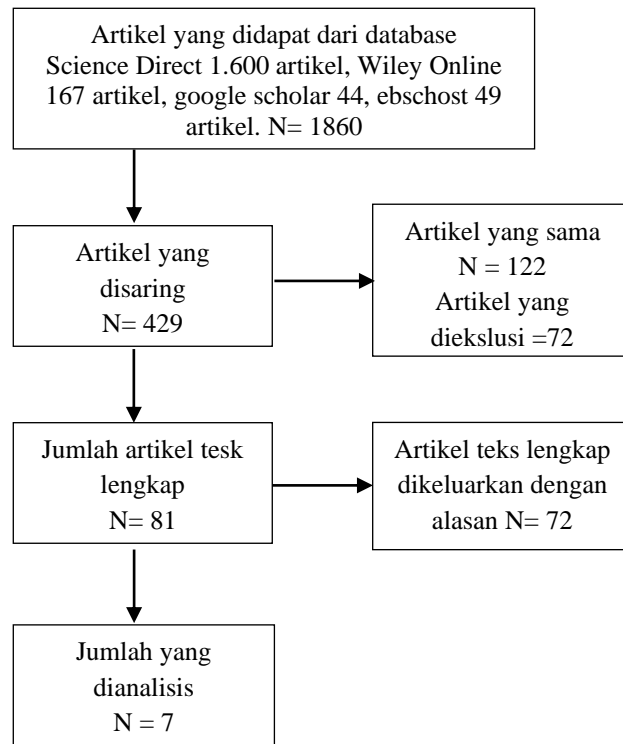 Artikel yang didapat dari database
Science Direct 1.600 artikel, Wiley Online
167 artikel, google scholar 44, ebschost 49
artikel. N= 1860
Artikel yang
disaring
N= 429
Artikel yang sama
N = 122
Artikel yang
diekslusi =72
Jumlah artikel tesk
lengkap
N= 81
Artikel teks lengkap
dikeluarkan dengan
alasan N= 72
Jumlah yang
dianalisis
N = 7